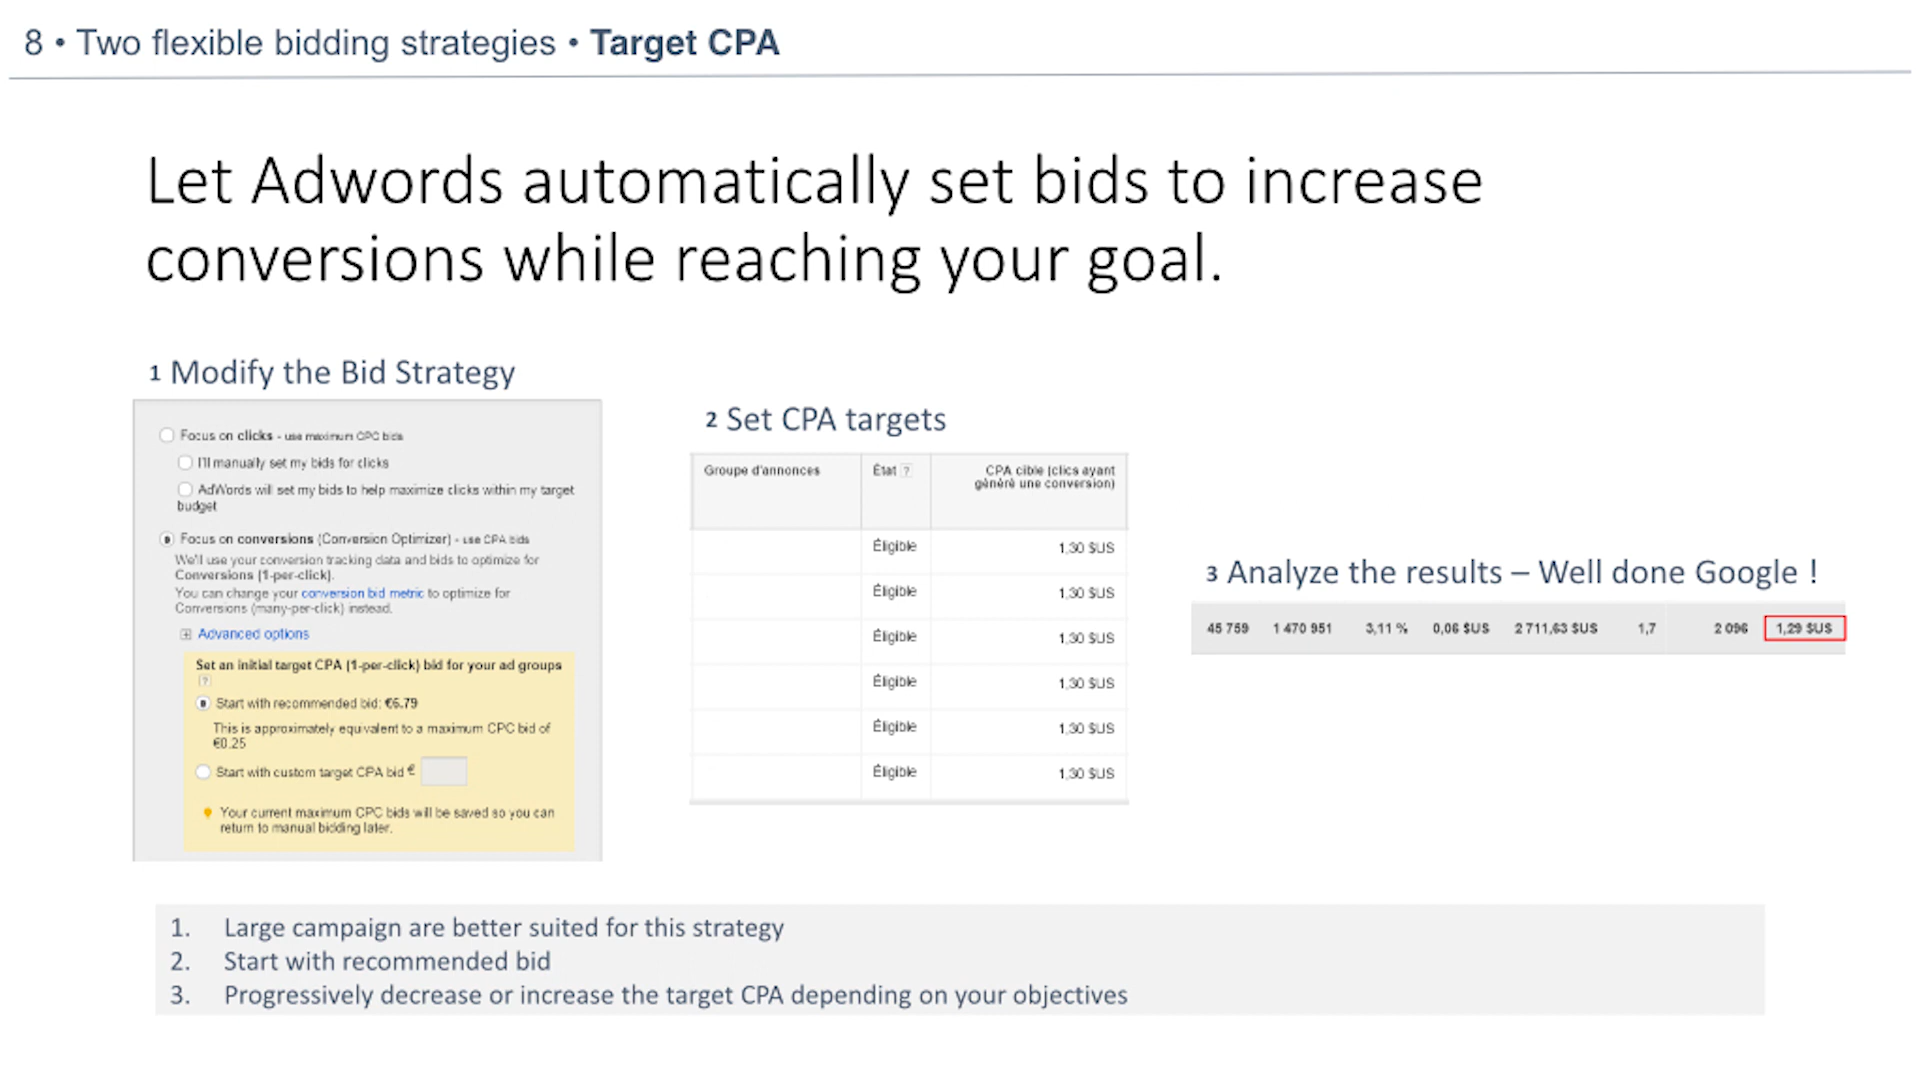 8 • Two flexible bidding strategies • Target CPA
Let Adwords automatically set bids to increase
conversions while reaching your goal.
1 Modify the Bid Strategy
Focus on clicks - use maximum CPC bids
I'll manually set my bids for clicks
AdWords will set my bids to help maximize clicks within my target
budget
Focus on conversions (Conversion Optimizer) - use CPA bids
We'll use your conversion tracking data and bids to optimize for
Conversions (1-per-click).
You can change your conversion bid metric to optimize for
Conversions (many-per-click) instead.
Advanced options
Set an initial target CPA (1-per-click) bid for your ad groups
?
Start with recommended bid: €6.79
This is approximately equivalent to a maximum CPC bid of
€0.25
Start with custom target CPA bid €
Your current maximum CPC bids will be saved so you can
return to manual bidding later.
2 Set CPA targets
Groupe d'annonces État ? CPA cible (clics ayant
généré une conversion)
Éligible 1,30 $US
Éligible 1,30 $US
Éligible 1,30 $US
Éligible 1,30 $US
Éligible 1,30 $US
Éligible 1,30 $US
3 Analyze the results – Well done Google !
45 759 1 470 951 3,11 % 0,06 $US 2 711,63 $US 1,7 2 096 1,29 $US
1. Large campaign are better suited for this strategy
2. Start with recommended bid
3. Progressively decrease or increase the target CPA depending on your objectives